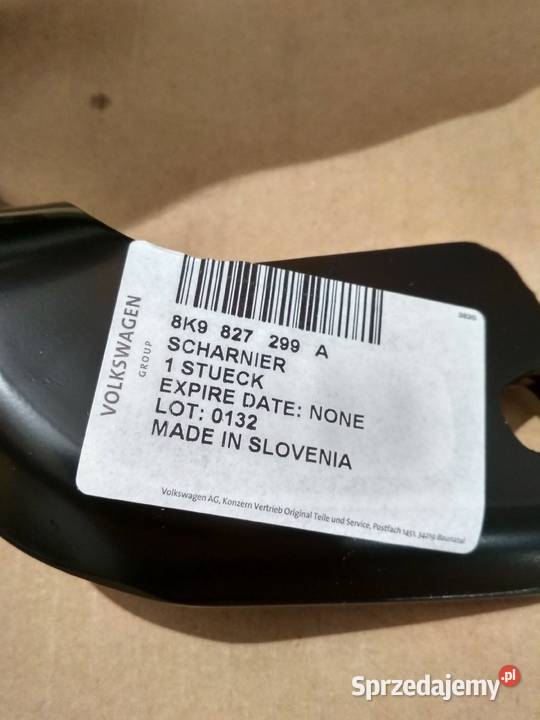 8K9 827 299 A
SCHARNIER
1 STUECK
EXPIRE DATE: NONE
LOT: 0132
MADE IN SLOVENIA
VOLKSWAGEN
GROUP
Volkswagen AG, Konzern Vertrieb Original Teile und Service, Postfach 1451, 34219 Baunatal
Sprzedajemy.pl